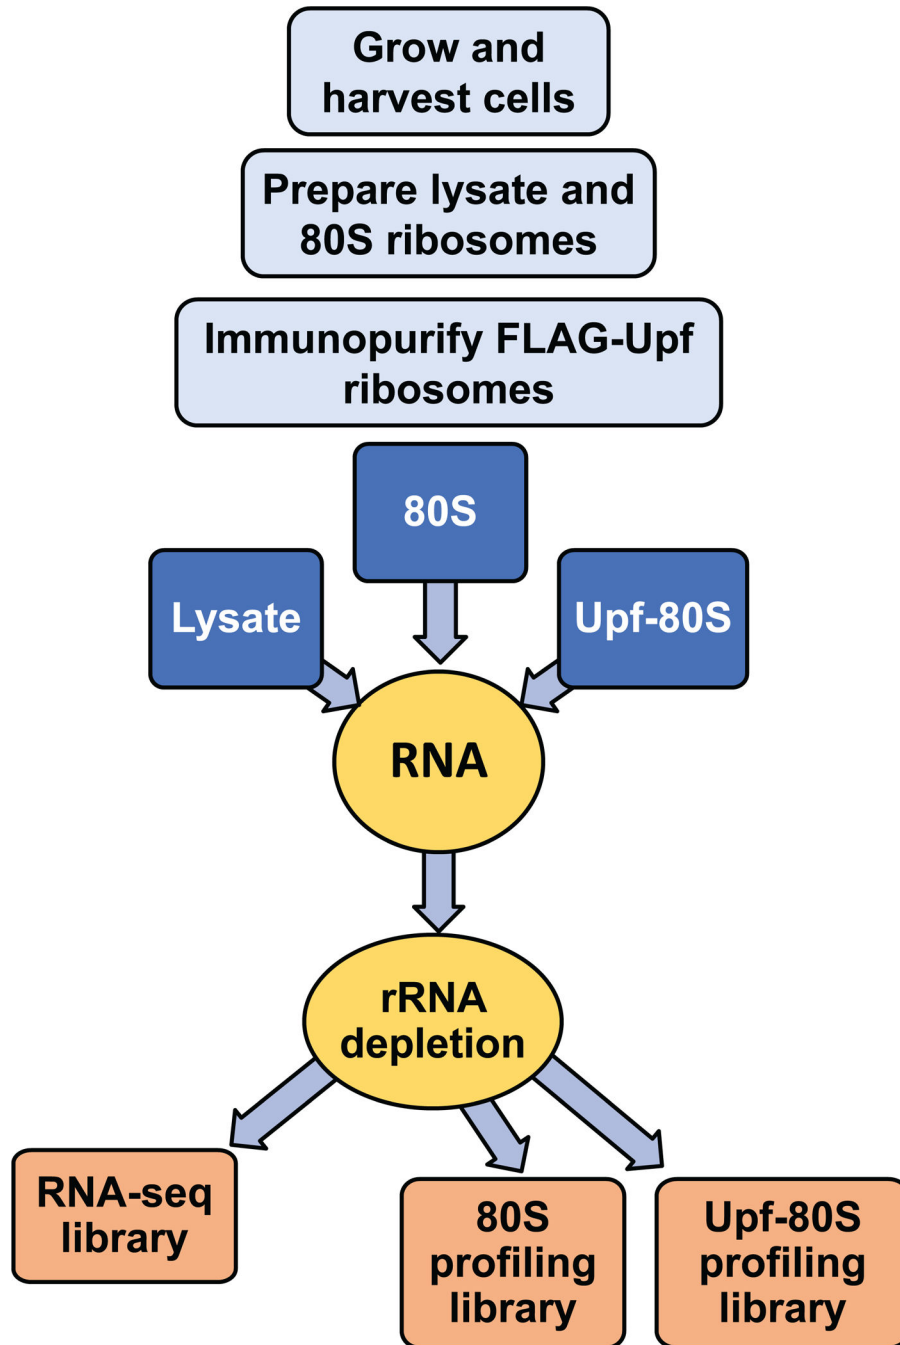 Grow and
harvest cells
Prepare lysate and
80S ribosomes
Immunopurify FLAG-Upf
ribosomes
80S
Lysate
Upf-80S
RNA
rRNA
depletion
RNA-seq
library
80S
profiling
library
Upf-80S
profiling
library